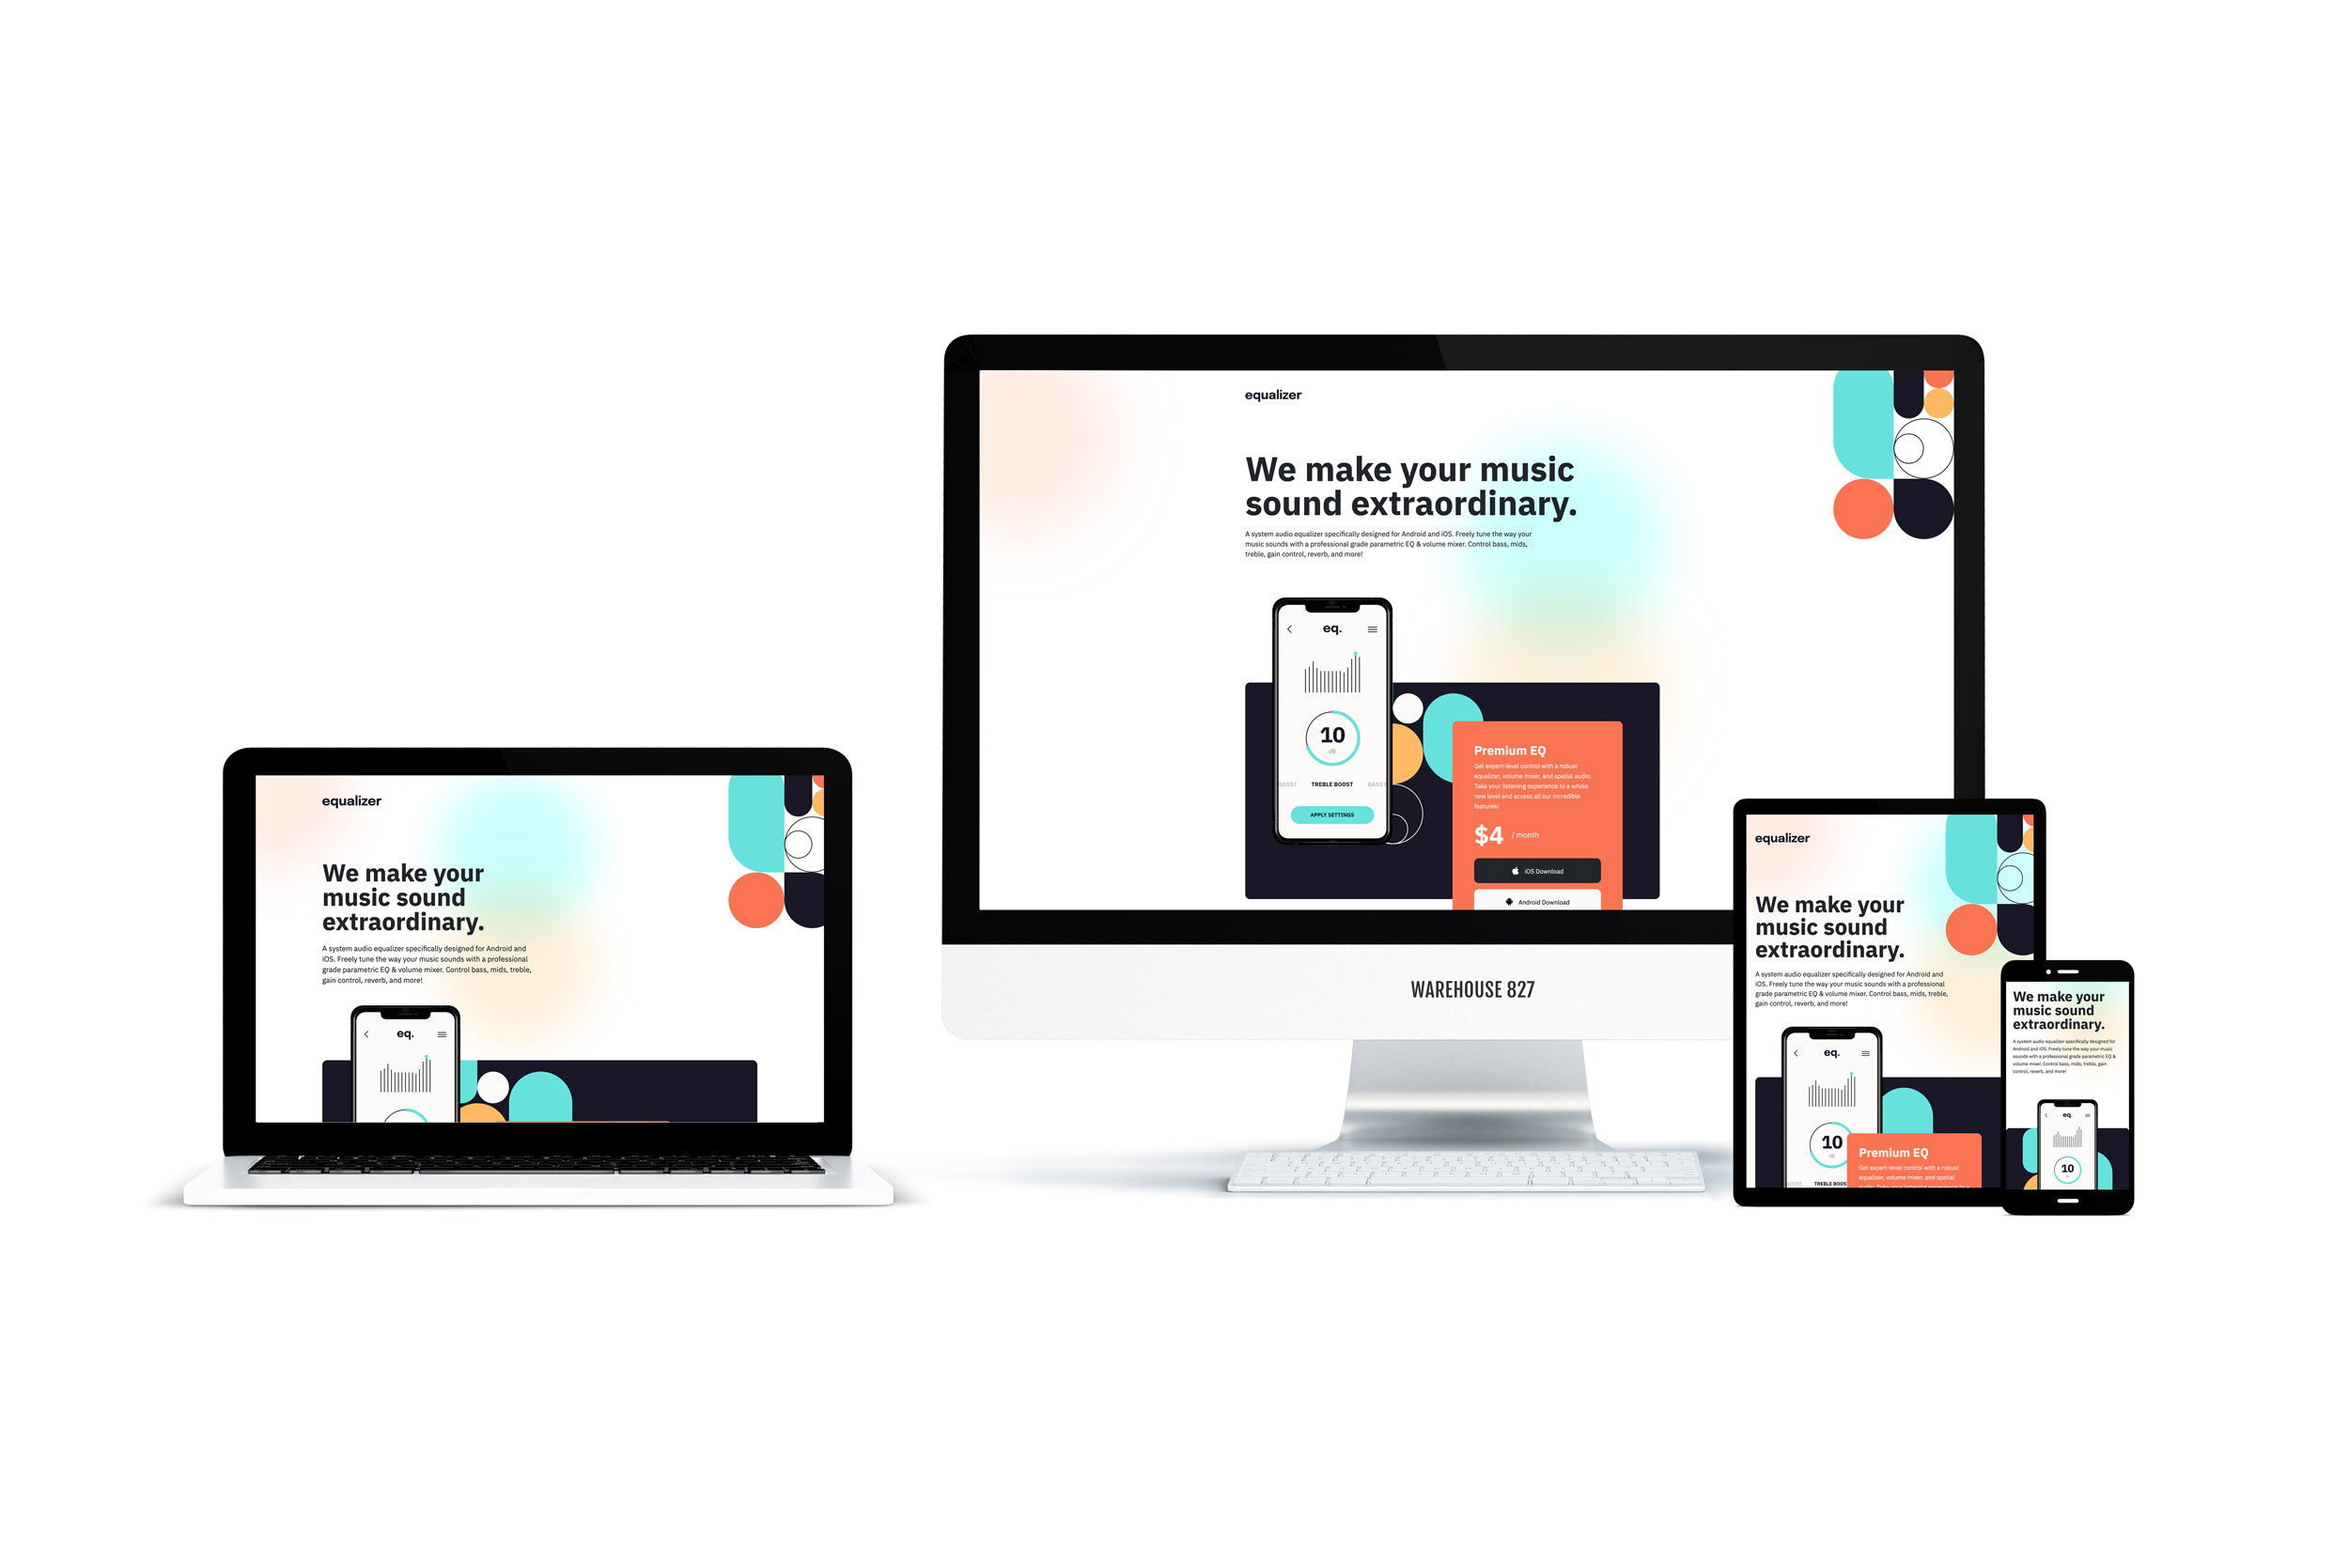 equalizer
We make your
music sound
extraordinary.
A system audio equalizer specifically designed for Android and
iOS. Freely tune the way your music sounds with a professional
grade parametric EQ & volume mixer. Control bass, mids, treble,
gain control, reverb, and more!
eq.
equalizer
We make your music
sound extraordinary.
A system audio equalizer specifically designed for Android and iOS. Freely tune the way your
music sounds with a professional grade parametric EQ & volume mixer. Control bass, mids,
treble, gain control, reverb, and more!
eq.
10
dB
OOST TREBLE BOOST BASS
APPLY SETTINGS
Premium EQ
Get expert-level control with a robust
equalizer, volume mixer, and spatial audio.
Take your listening experience to a whole
new level and access all our incredible
features!
$4 / month
iOS Download
Android Download
WAREHOUSE 827
equalizer
We make your
music sound
extraordinary.
A system audio equalizer specifically designed for Android and
iOS. Freely tune the way your music sounds with a professional
grade parametric EQ & volume mixer. Control bass, mids, treble,
gain control, reverb, and more!
eq.
10
dB
OOST TREBLE BOOS
Premium EQ
Get expert-level control with a robust
equalizer, volume mixer, and spatial
audio. Take your listening experience to a
We make your
music sound
extraordinary.
A system audio equalizer specifically designed for
Android and iOS. Freely tune the way your music
sounds with a professional grade parametric EQ &
volume mixer. Control bass, mids, treble, gain
control, reverb, and more!
eq.
10